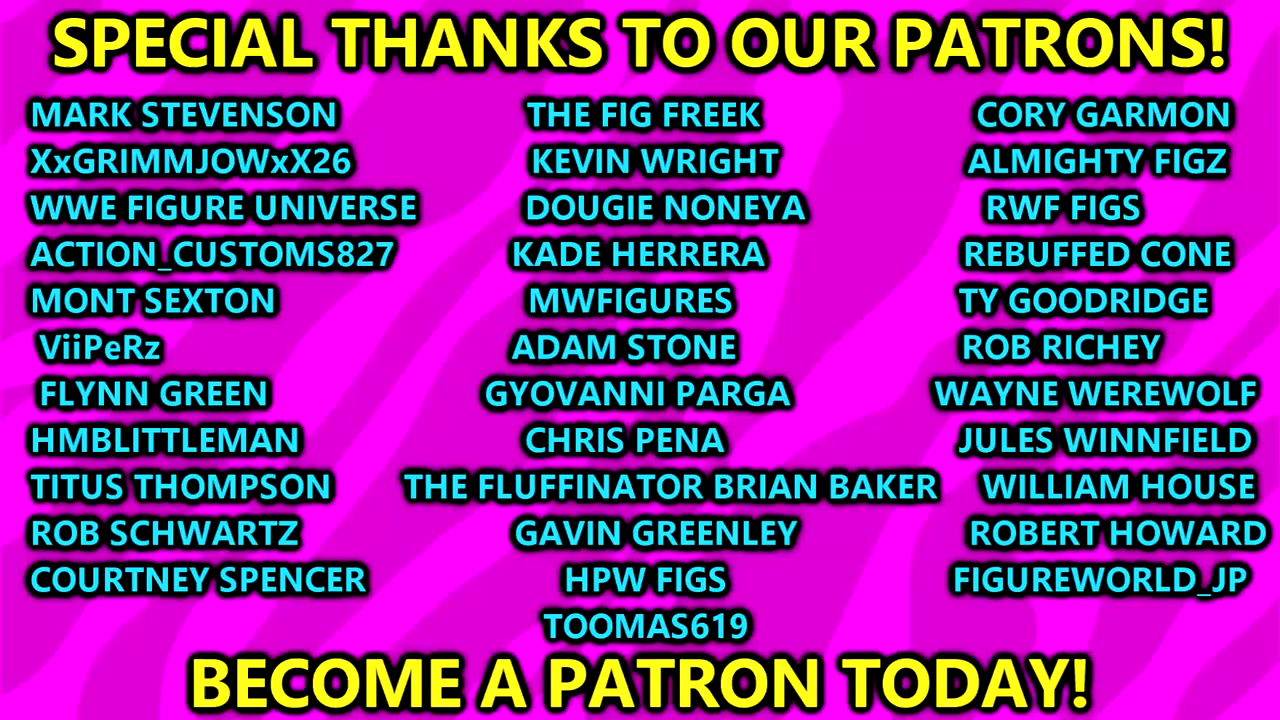 SPECIAL THANKS TO OUR PATRONS!
MARK STEVENSON THE FIG FREEK CORY GARMON
XxGRIMMJOWxX26 KEVIN WRIGHT ALMIGHTY FIGZ
WWE FIGURE UNIVERSE DOUGIE NONEYA RWF FIGS
ACTION_CUSTOMS827 KADE HERRERA REBUFFED CONE
MONT SEXTON MWFIGURES TY GOODRIDGE
ViiPeRz ADAM STONE ROB RICHEY
FLYNN GREEN GYOVANNI PARGA WAYNE WEREWOLF
HMBLITTLEMAN CHRIS PENA JULES WINNFIELD
TITUS THOMPSON THE FLUFFINATOR BRIAN BAKER WILLIAM HOUSE
ROB SCHWARTZ GAVIN GREENLEY ROBERT HOWARD
COURTNEY SPENCER HPW FIGS FIGUREWORLD_JP
TOOMAS619
BECOME A PATRON TODAY!